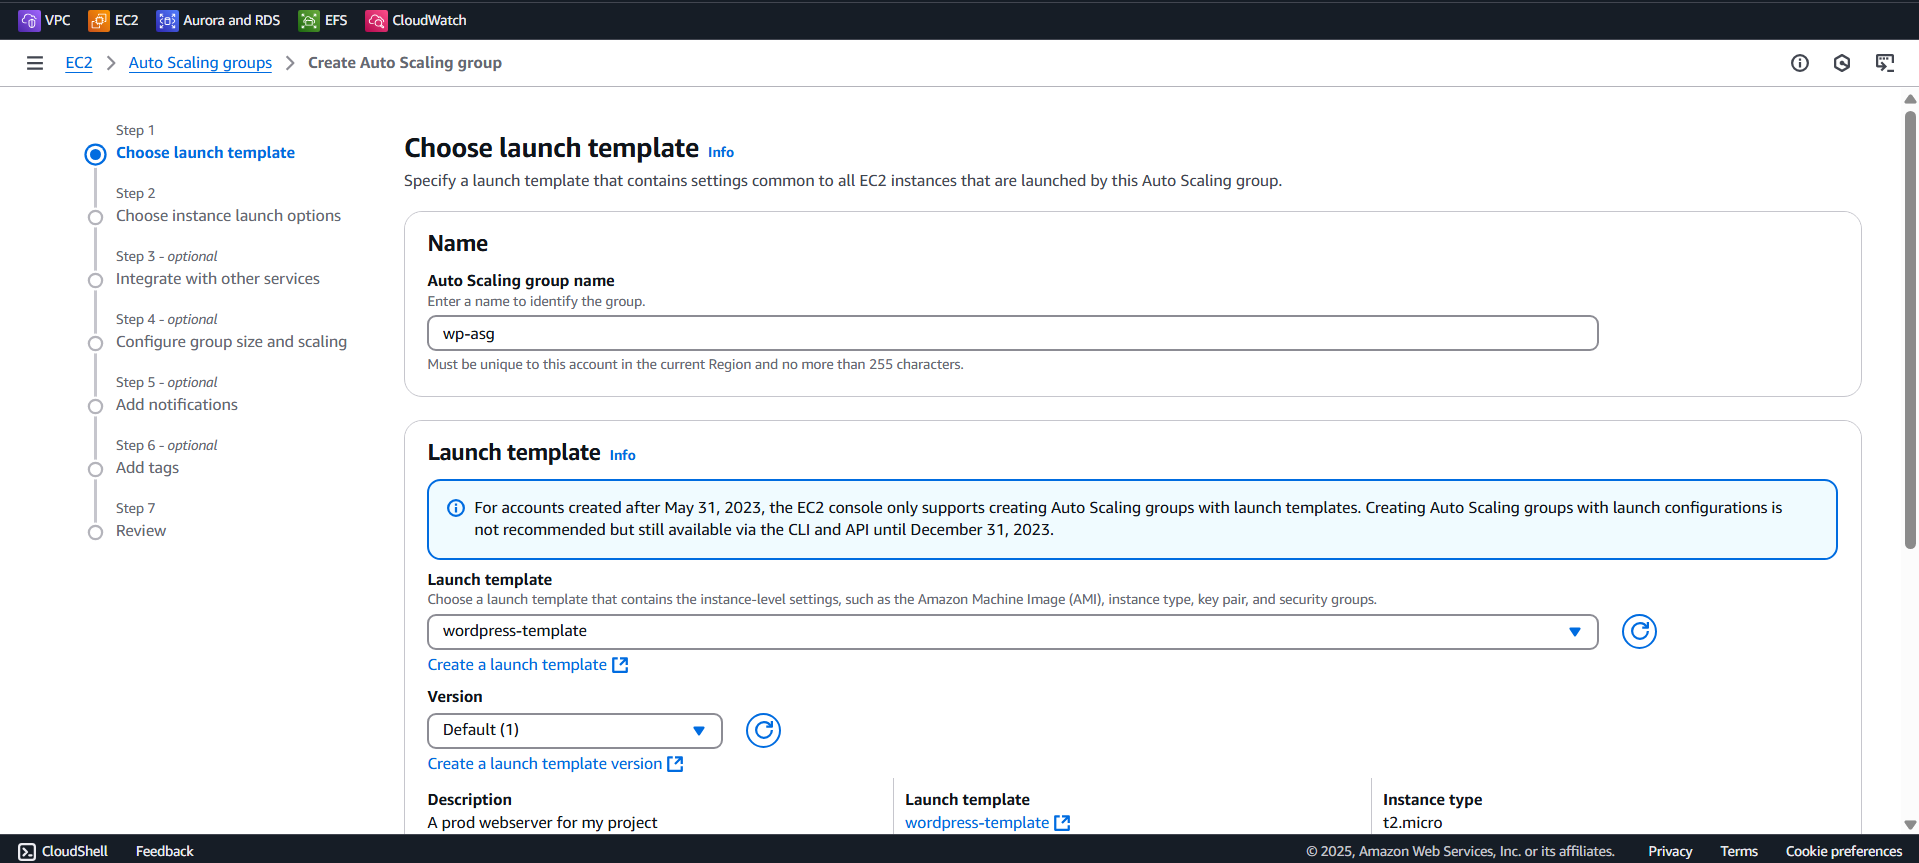 VPC EC2 Aurora and RDS EFS CloudWatch
EC2 Auto Scaling groups Create Auto Scaling group
Step 1
Choose launch template
Step 2
Choose instance launch options
Step 3 - optional
Integrate with other services
Step 4 - optional
Configure group size and scaling
Step 5 - optional
Add notifications
Step 6 - optional
Add tags
Step 7
Review
Choose launch template Info
Specify a launch template that contains settings common to all EC2 instances that are launched by this Auto Scaling group.
Name
Auto Scaling group name
Enter a name to identify the group.
wp-asg
Must be unique to this account in the current Region and no more than 255 characters.
Launch template Info
For accounts created after May 31, 2023, the EC2 console only supports creating Auto Scaling groups with launch templates. Creating Auto Scaling groups with launch configurations is
not recommended but still available via the CLI and API until December 31, 2023.
Launch template
Choose a launch template that contains the instance-level settings, such as the Amazon Machine Image (AMI), instance type, key pair, and security groups.
wordpress-template
Create a launch template
Version
Default (1)
Create a launch template version
Description
A prod webserver for my project
Launch template
wordpress-template
Instance type
t2.micro
CloudShell Feedback © 2025, Amazon Web Services, Inc. or its affiliates. Privacy Terms Cookie preferences